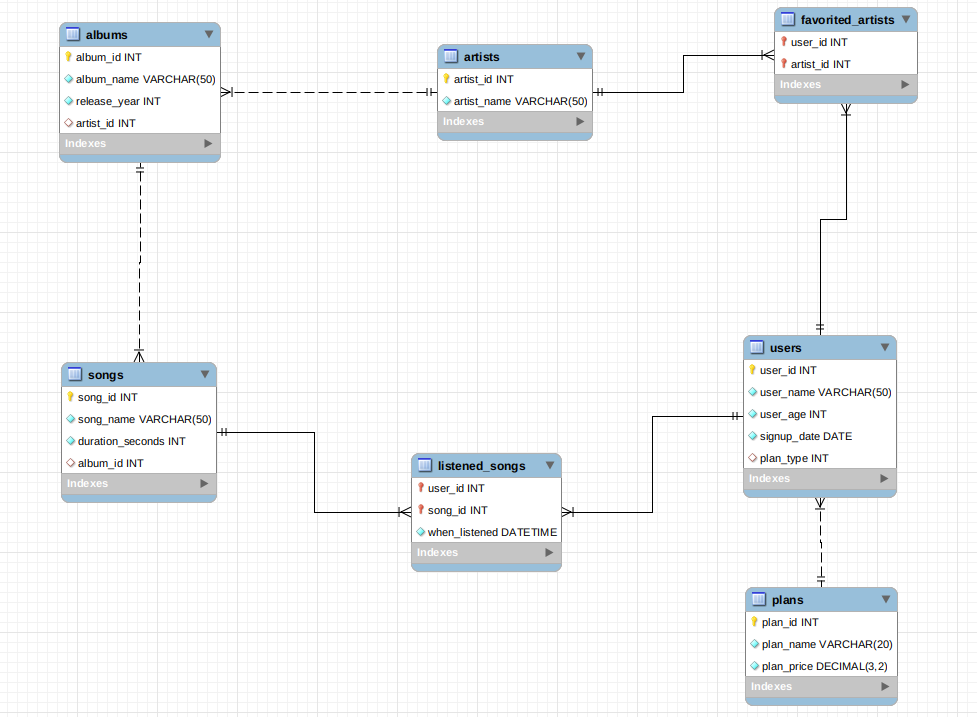 albums
album_id INT
album_name VARCHAR(50)
release_year INT
artist_id INT
Indexes
artists
artist_id INT
artist_name VARCHAR(50)
Indexes
favorited_artists
user_id INT
artist_id INT
Indexes
songs
song_id INT
song_name VARCHAR(50)
duration_seconds INT
album_id INT
Indexes
listened_songs
user_id INT
song_id INT
when_listened DATETIME
Indexes
users
user_id INT
user_name VARCHAR(50)
user_age INT
signup_date DATE
plan_type INT
Indexes
plans
plan_id INT
plan_name VARCHAR(20)
plan_price DECIMAL(3,2)
Indexes